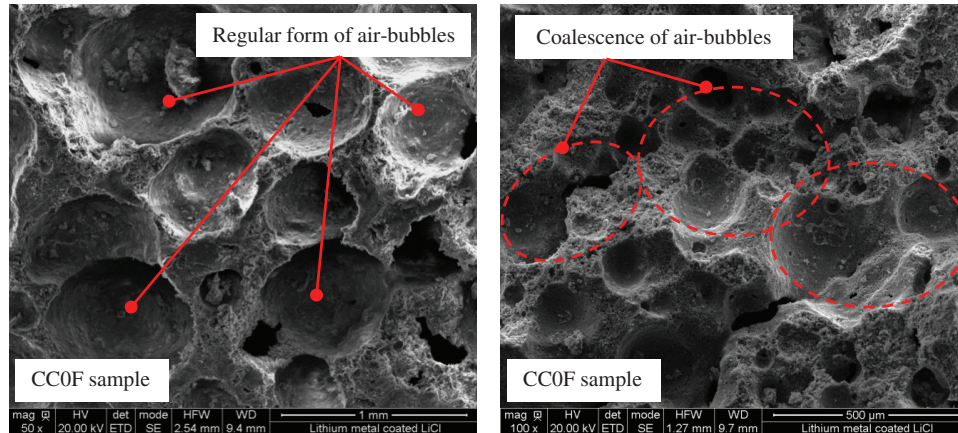 Regular form of air-bubbles
CC0F sample
mag HV det mode HFW WD 1 mm
50 x 20.00 kV ETD SE 2.54 mm 9.4 mm Lithium metal coated LiCl
Coalescence of air-bubbles
CC0F sample
mag HV det mode HFW WD 500 µm
100 x 20.00 kV ETD SE 1.27 mm 9.7 mm Lithium metal coated LiCl